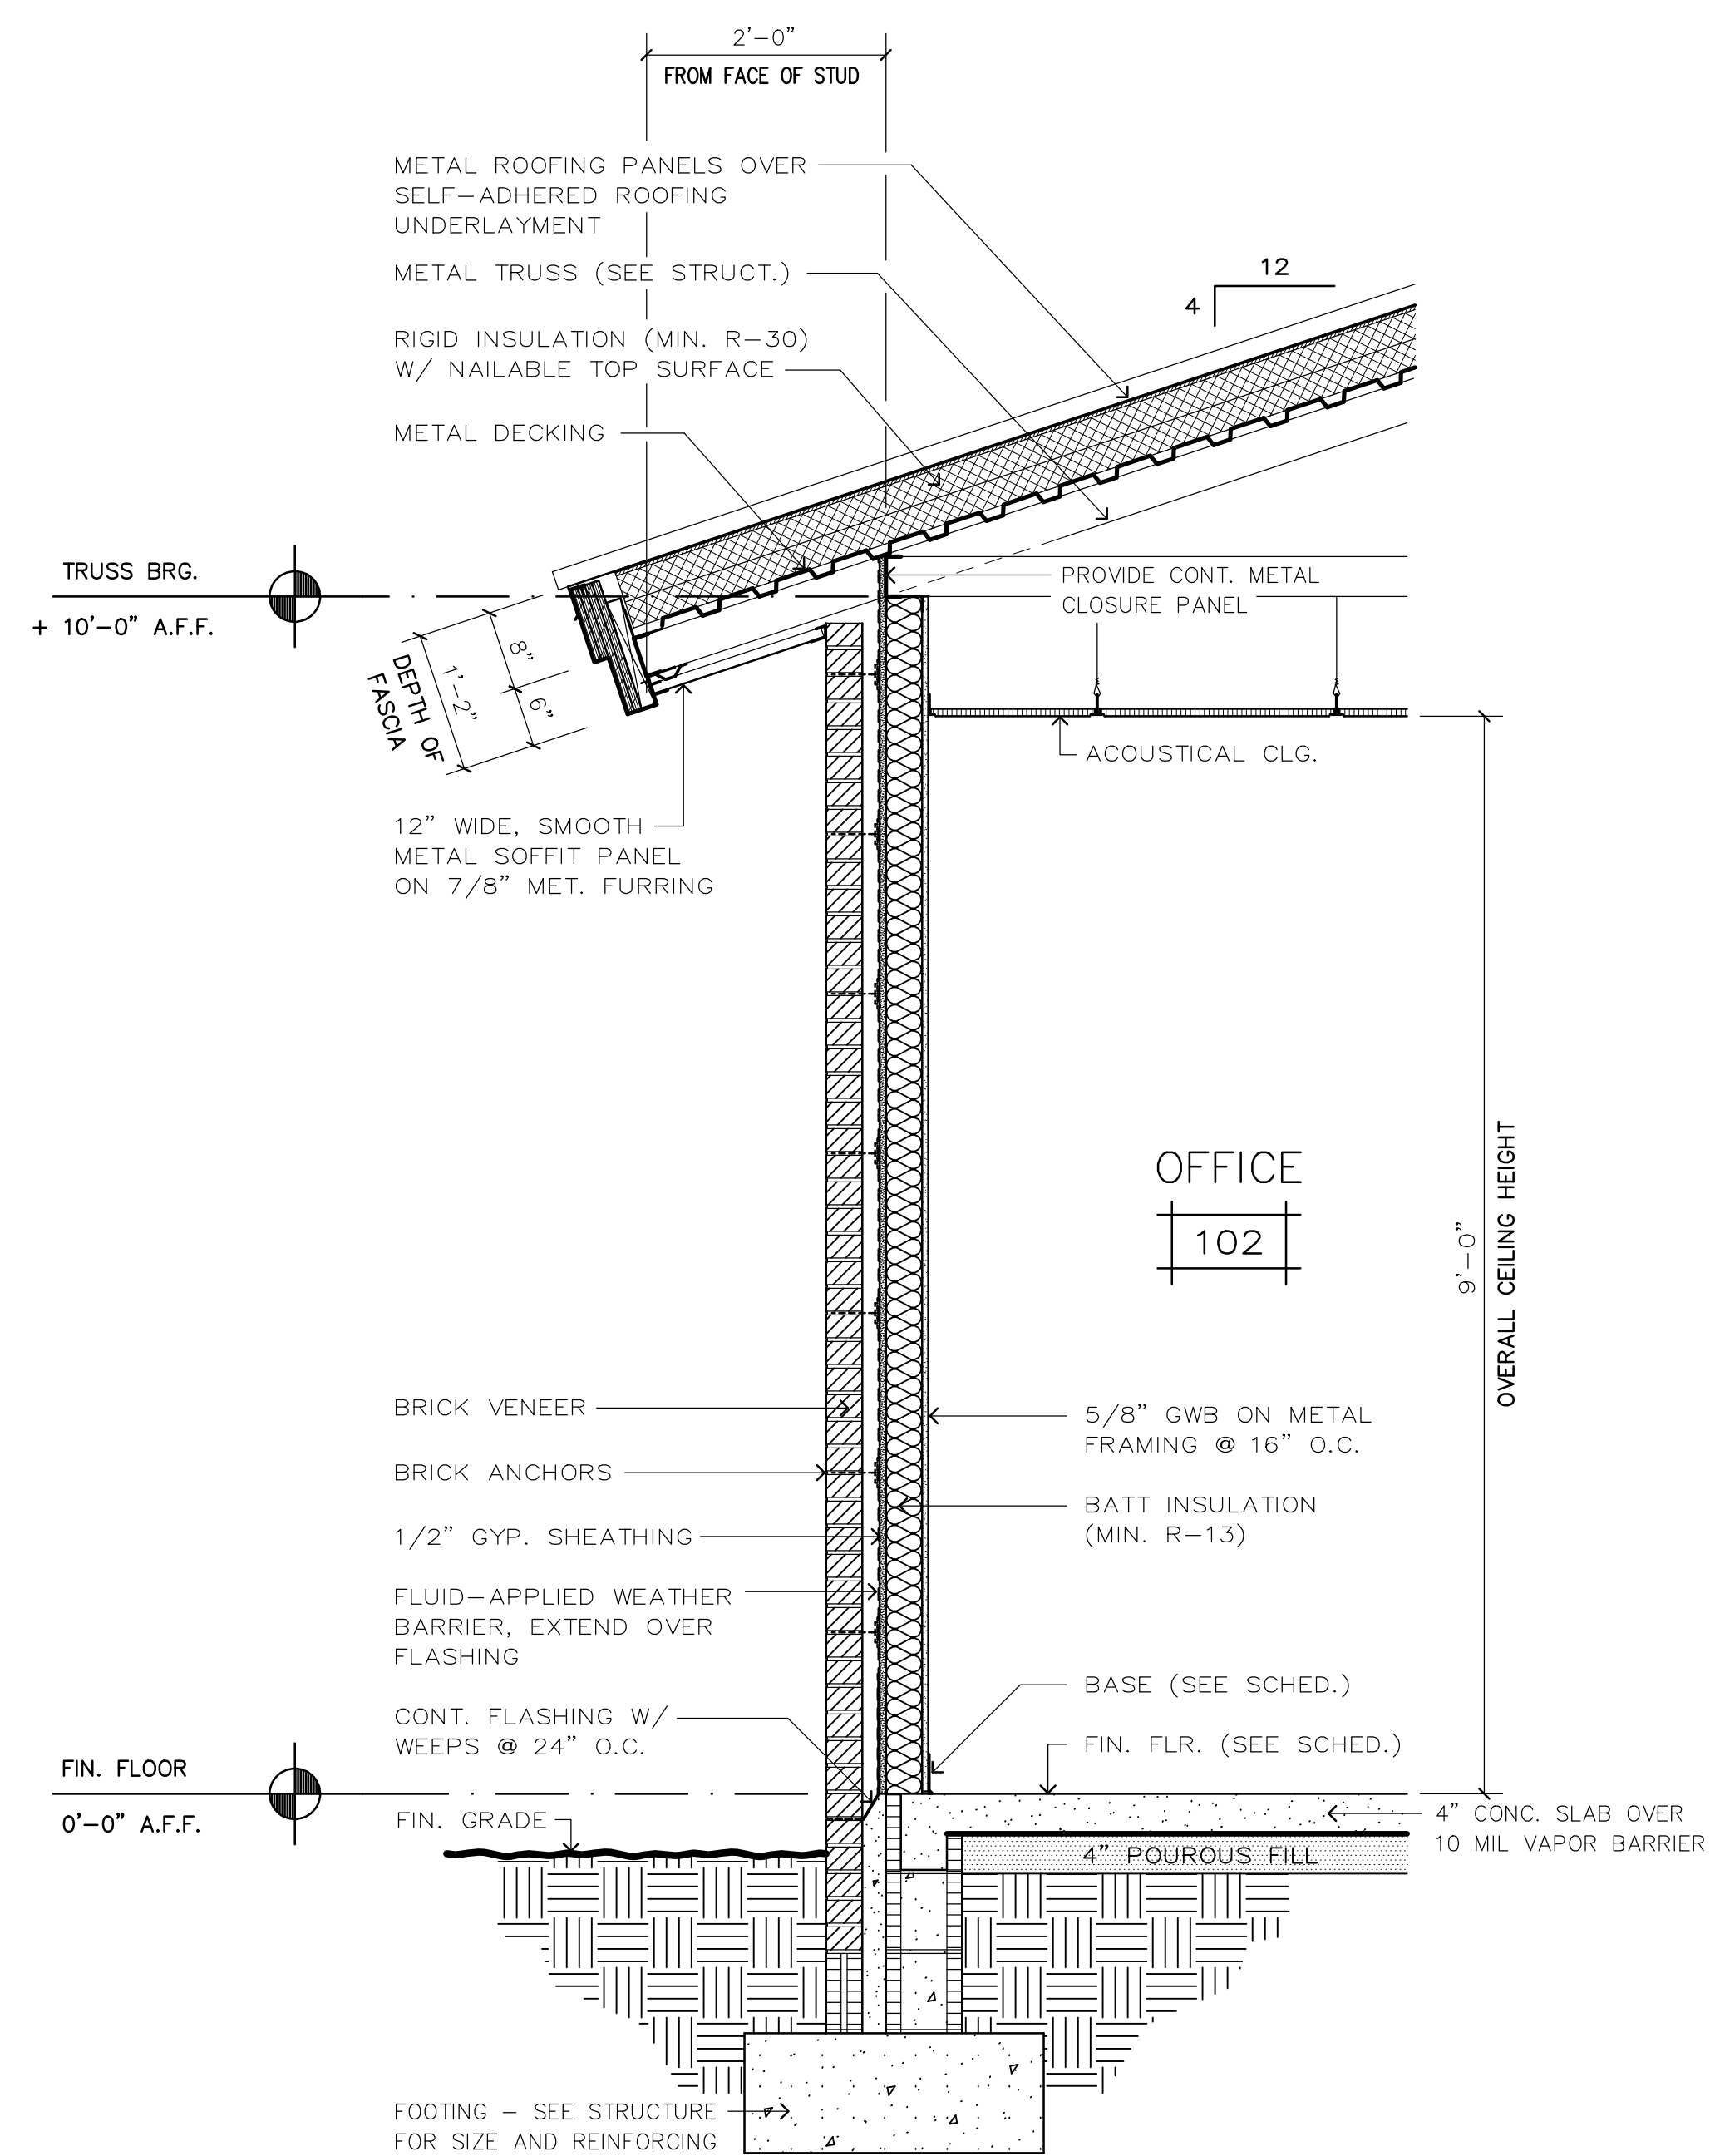 2'-0"
FROM FACE OF STUD
METAL ROOFING PANELS OVER
SELF-ADHERED ROOFING
UNDERLAYMENT
METAL TRUSS (SEE STRUCT.)
12
4
RIGID INSULATION (MIN. R-30)
W/ NAILABLE TOP SURFACE
METAL DECKING
TRUSS BRG.
+ 10'-0" A.F.F.
PROVIDE CONT. METAL
CLOSURE PANEL
8"
6"
1'-2"
DEPTH OF
FASCIA
ACOUSTICAL CLG.
12" WIDE, SMOOTH
METAL SOFFIT PANEL
ON 7/8" MET. FURRING
OFFICE
102
9'-0"
OVERALL CEILING HEIGHT
BRICK VENEER
BRICK ANCHORS
1/2" GYP. SHEATHING
FLUID-APPLIED WEATHER
BARRIER, EXTEND OVER
FLASHING
CONT. FLASHING W/
WEEPS @ 24" O.C.
5/8" GWB ON METAL
FRAMING @ 16" O.C.
BATT INSULATION
(MIN. R-13)
BASE (SEE SCHED.)
FIN. FLR. (SEE SCHED.)
FIN. FLOOR
0'-0" A.F.F.
FIN. GRADE
4" CONC. SLAB OVER
10 MIL VAPOR BARRIER
4" POUROUS FILL
FOOTING - SEE STRUCTURE
FOR SIZE AND REINFORCING